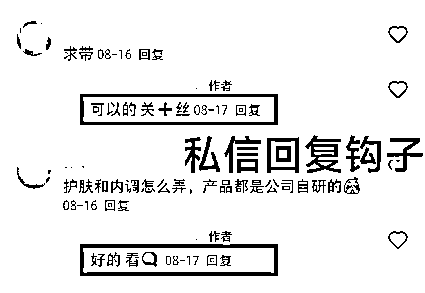 求带 08-16 回复
作者
可以的 关➕丝 08-17 回复
私信回复钩子
护肤和内调怎么弄，产品都是公司自研的
08-16 回复
作者
好的 看 08-17 回复